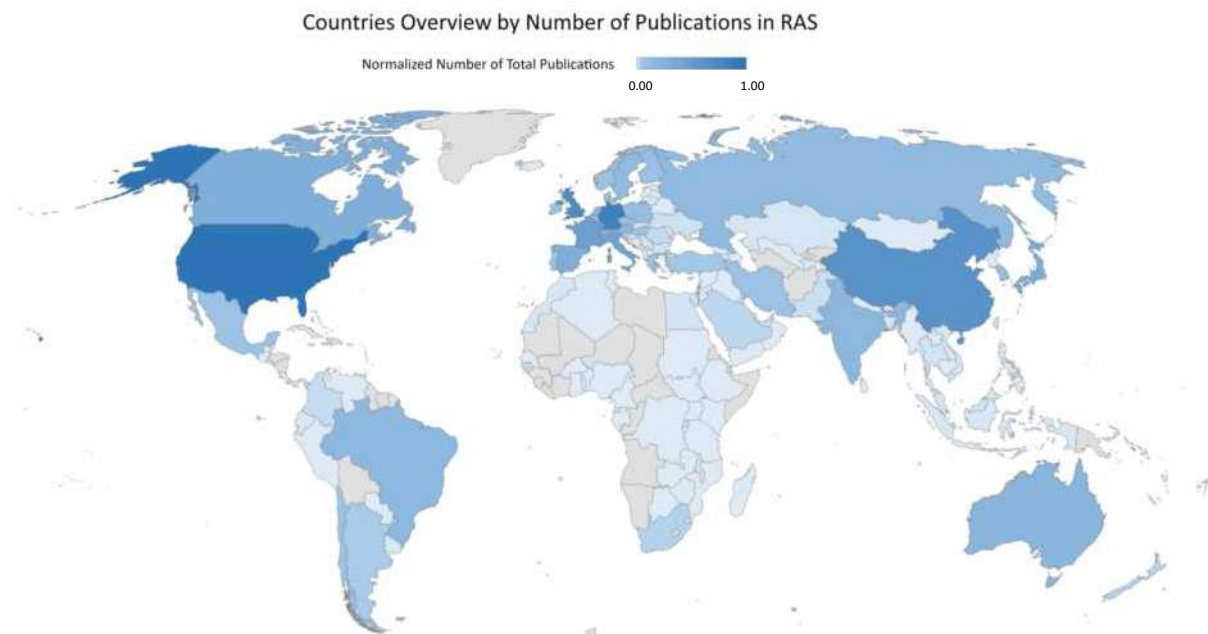 Countries Overview by Number of Publications in RAS
Normalized Number of Total Publications
0.00 1.00